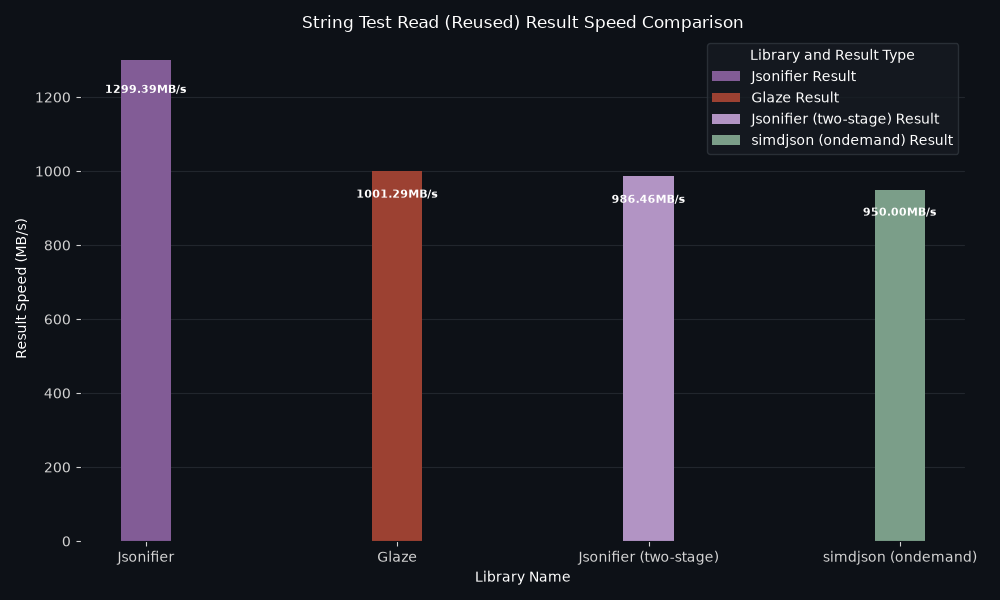 String Test Read (Reused) Result Speed Comparison
Library and Result Type
Jsonifier Result
Glaze Result
Jsonifier (two-stage) Result
simdjson (ondemand) Result
1299.39MB/s
1001.29MB/s
986.46MB/s
950.00MB/s
Result Speed (MB/s)
1200
1000
800
600
400
200
0
Jsonifier
Glaze
Jsonifier (two-stage)
simdjson (ondemand)
Library Name